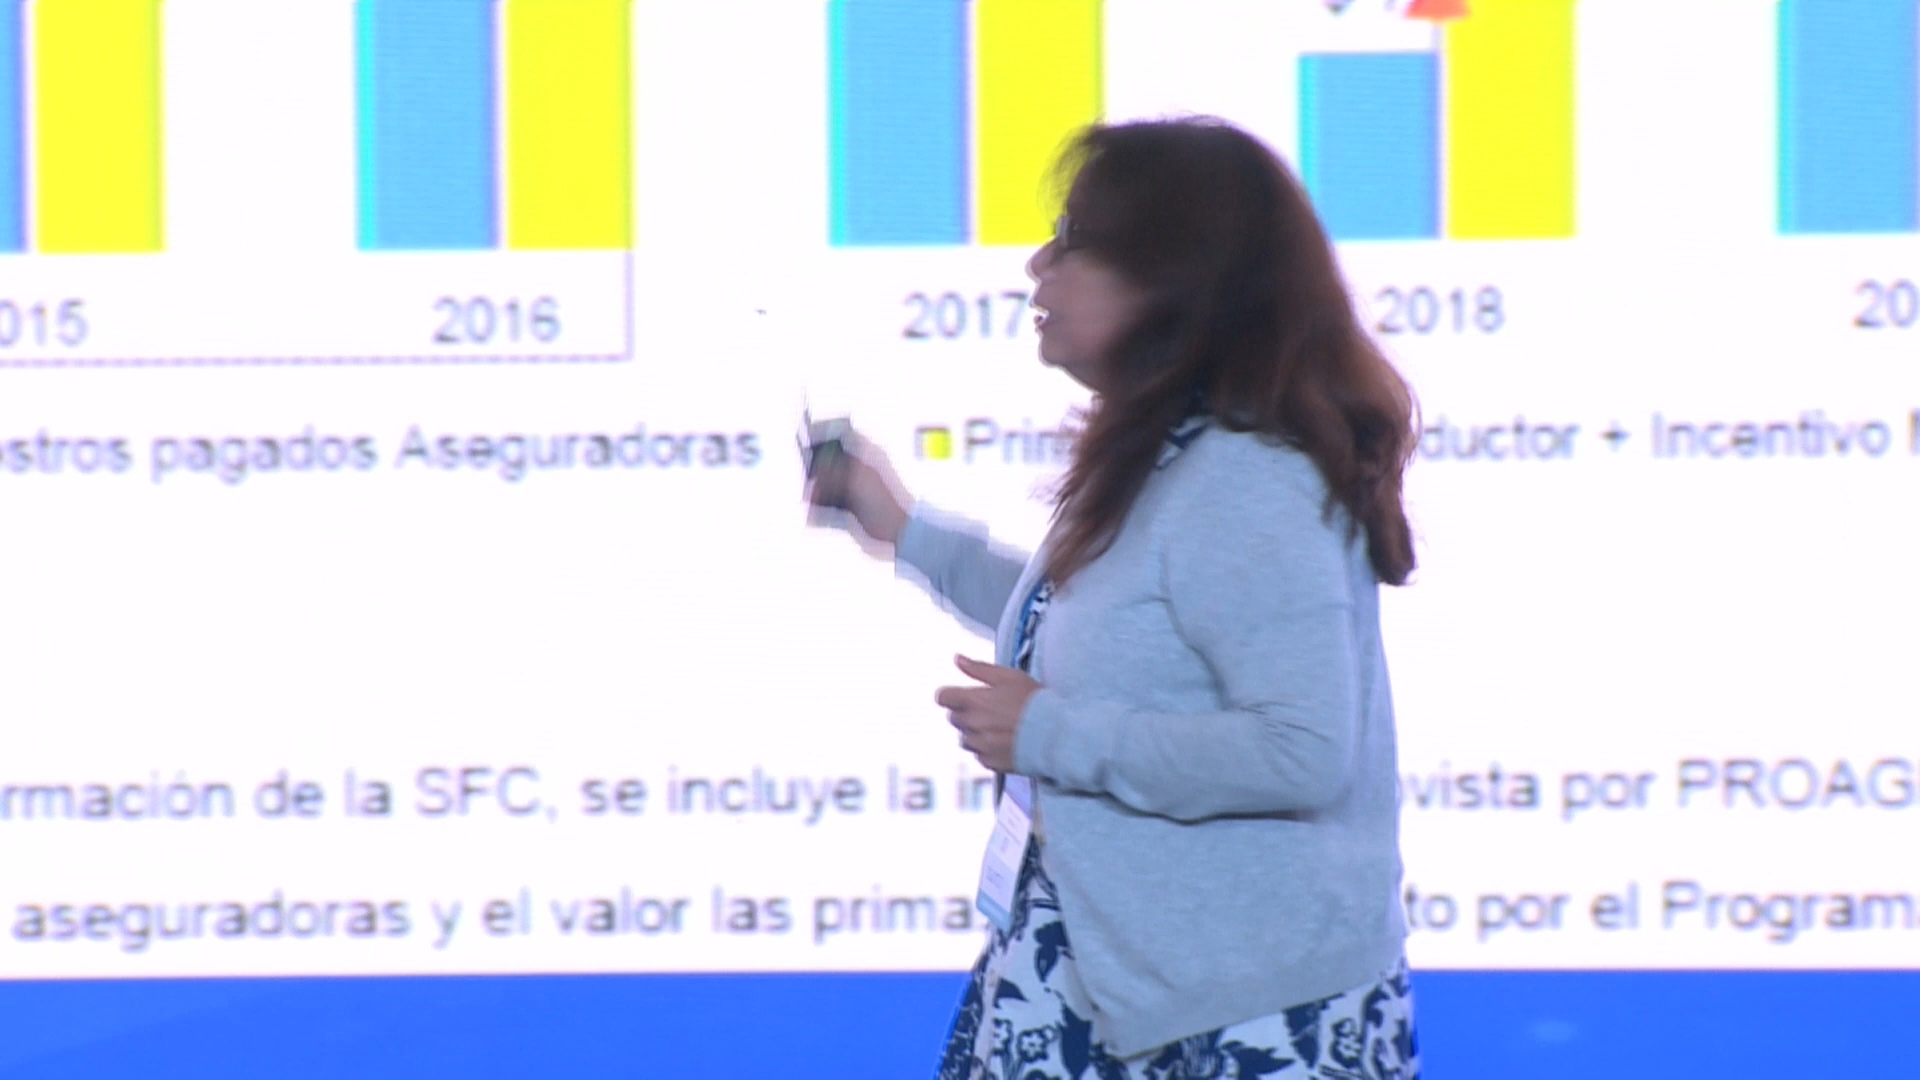 015 2016 2017 2018 20
stros pagados Aseguradoras Prim ductor + Incentivo
rmación de la SFC, se incluye la in vista por PROAG
aseguradoras y el valor las prima to por el Program